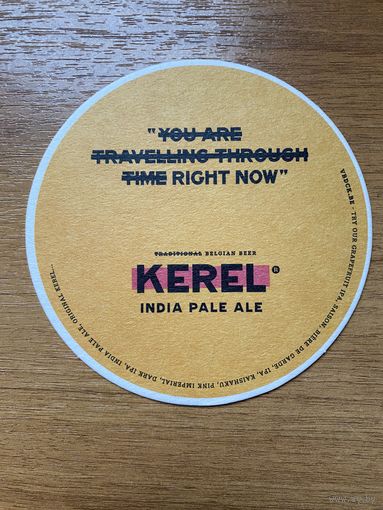 "YOU ARE
TRAVELLING THROUGH
TIME RIGHT NOW"
TRADITIONAL BELGIAN BEER
KEREL®
INDIA PALE ALE
VBDCK.BE - TRY OUR GRAPEFRUIT IPA, SAISON, BIÈRE DE GARDE, IPA, KAISHAKU, PINK IMPERIAL, DARK IPA, INDIA PALE ALE, ORIGINAL KEREL...